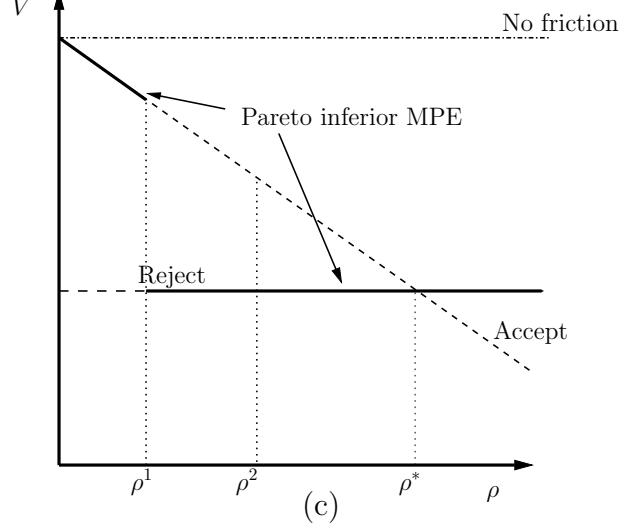 V
No friction
Pareto inferior MPE
Reject
Accept
ρ¹ ρ² ρ* ρ
(c)